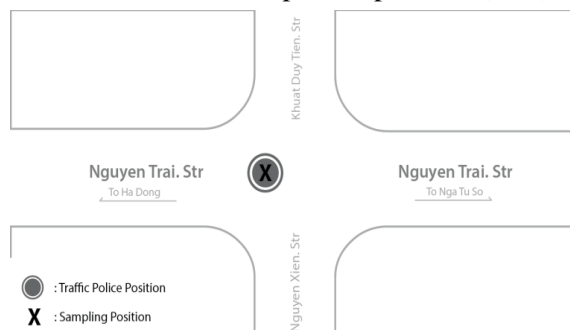 Khuat Duy Tien. Str
Nguyen Trai. Str
To Ha Dong
X
Nguyen Trai. Str
To Nga Tu So
Nguyen Xien. Str
: Traffic Police Position
X : Sampling Position